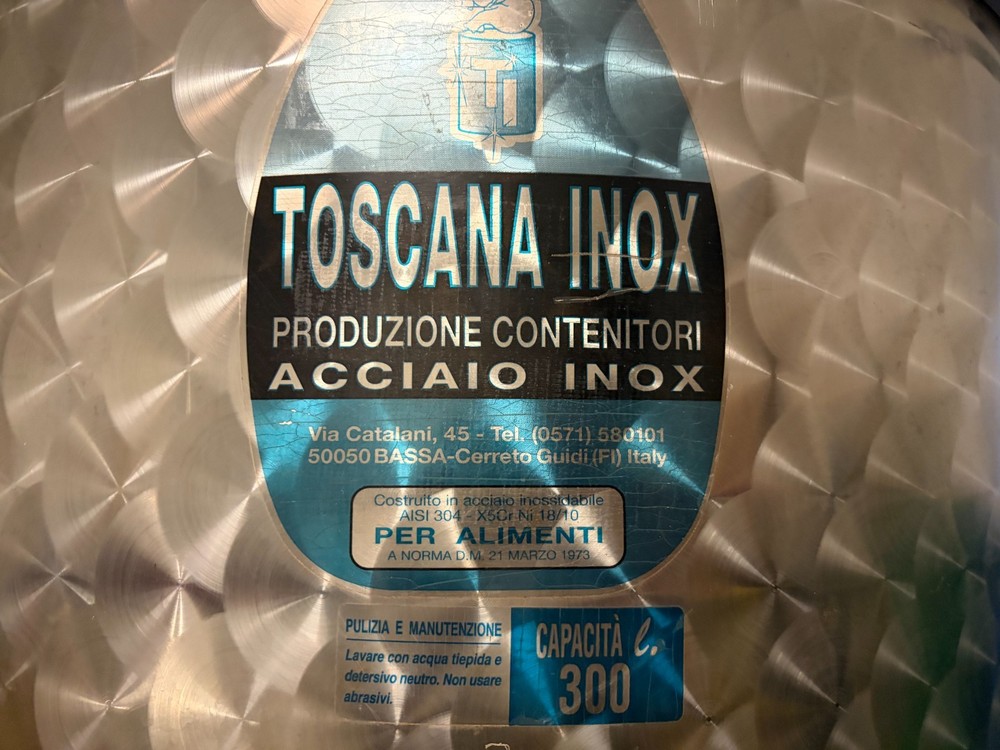 TI
TOSCANA INOX
PRODUZIONE CONTENITORI
ACCIAIO INOX
Via Catalani, 45 - Tel. (0571) 580101
50050 BASSA-Cerreto Guidi (FI) Italy
Costruito in acciaio inossidabile
AISI 304 - X5Cr Ni 18/10
PER ALIMENTI
A NORMA D.M. 21 MARZO 1973
PULIZIA E MANUTENZIONE
Lavare con acqua tiepida e
detersivo neutro. Non usare
abrasivi.
CAPACITÀ l.
300